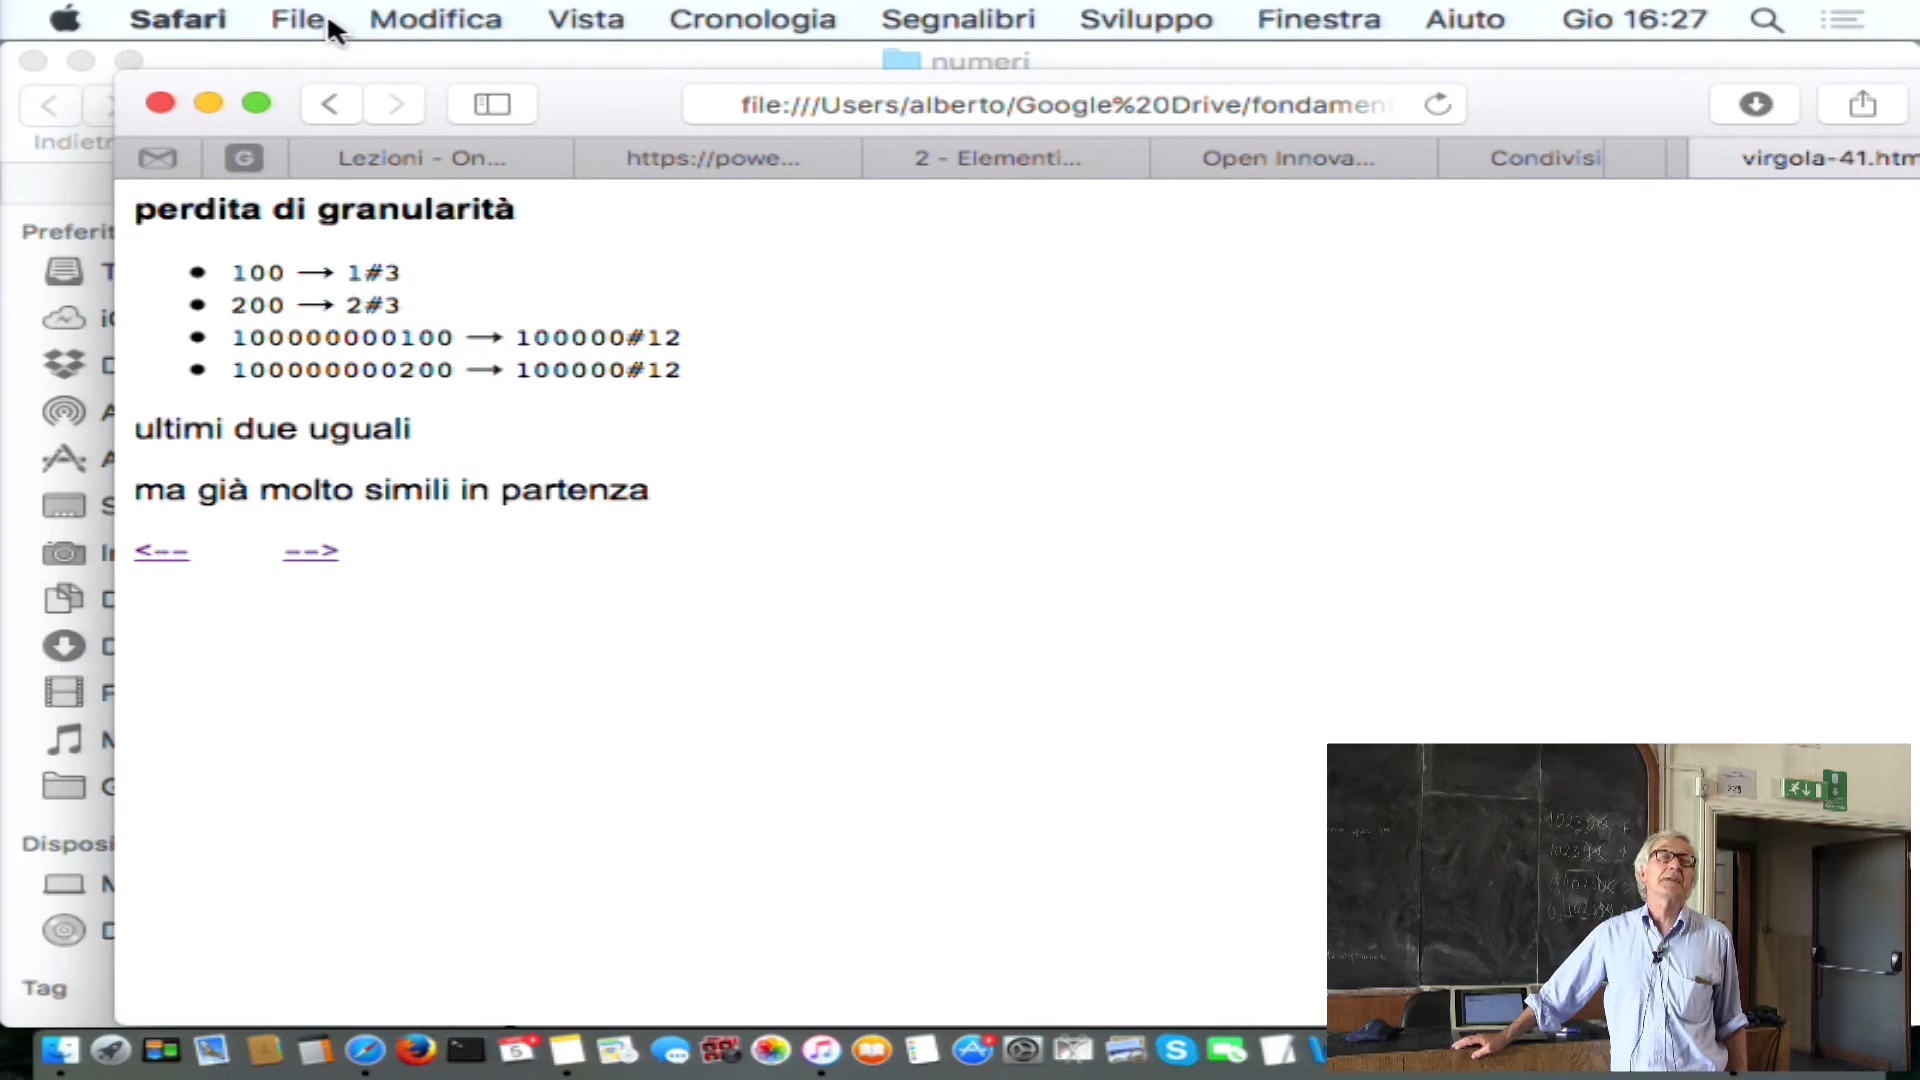 Safari File Modifica Vista Cronologia Segnalibri Sviluppo Finestra Aiuto Gio 16:27
numeri
file:///Users/alberto/Google%20Drive/fondament
Indietr
G Lezioni - On... https://powe... 2 - Elementi... Open Innova... Condivisi virgola-41.htm
perdita di granularità
Preferit
• 100 → 1#3
• 200 → 2#3
• 100000000100 → 100000#12
• 100000000200 → 100000#12
ultimi due uguali
ma già molto simili in partenza
<-- -->
Disposi
Tag